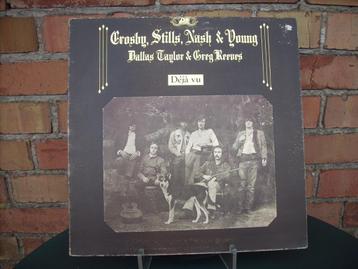 Crosby, Stills, Nash & Young
Dallas Taylor & Greg Reeves
Déjà vu